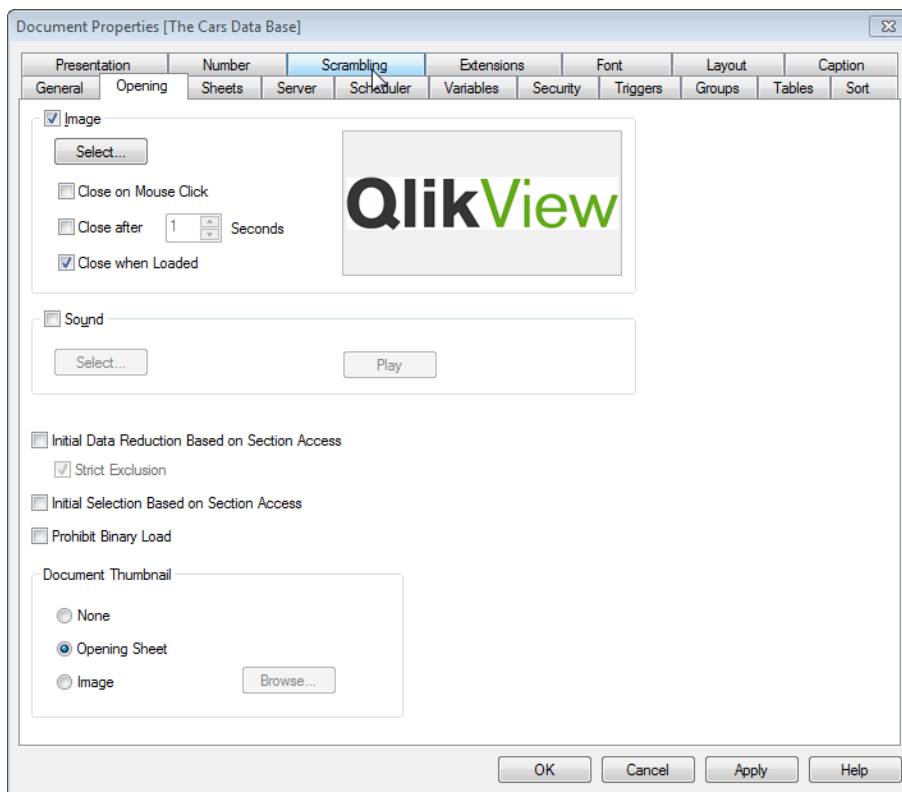 Document Properties [The Cars Data Base]
Presentation Number Scrambling Extensions Font Layout Caption
General Opening Sheets Server Scheduler Variables Security Triggers Groups Tables Sort
Image
Select...
QlikView
Close on Mouse Click
Close after 1 Seconds
Close when Loaded
Sound
Select... Play
Initial Data Reduction Based on Section Access
Strict Exclusion
Initial Selection Based on Section Access
Prohibit Binary Load
Document Thumbnail
None
Opening Sheet
Image Browse...
OK Cancel Apply Help